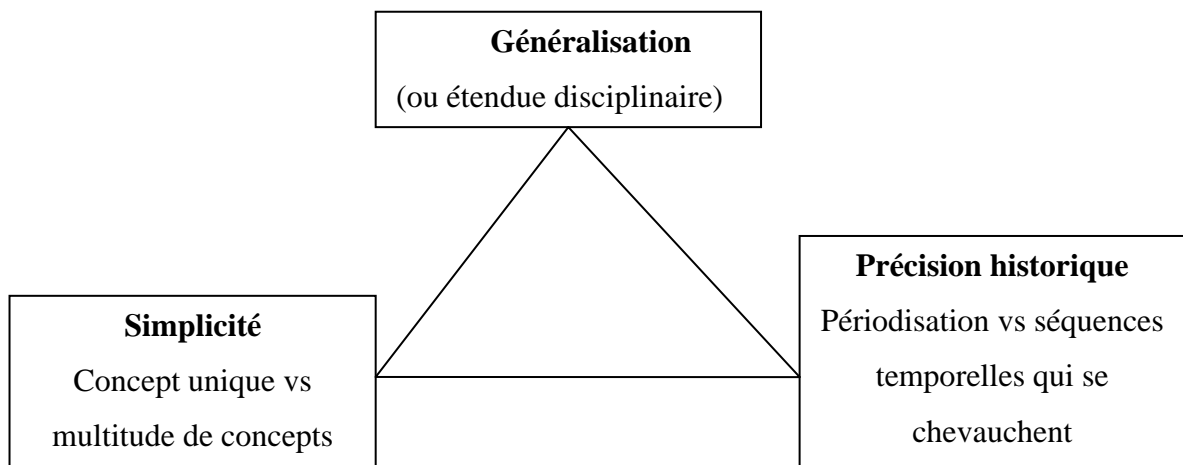 Généralisation
(ou étendue disciplinaire)
Simplicité
Concept unique vs
multitude de concepts
Précision historique
Périodisation vs séquences
temporelles qui se
chevauchent